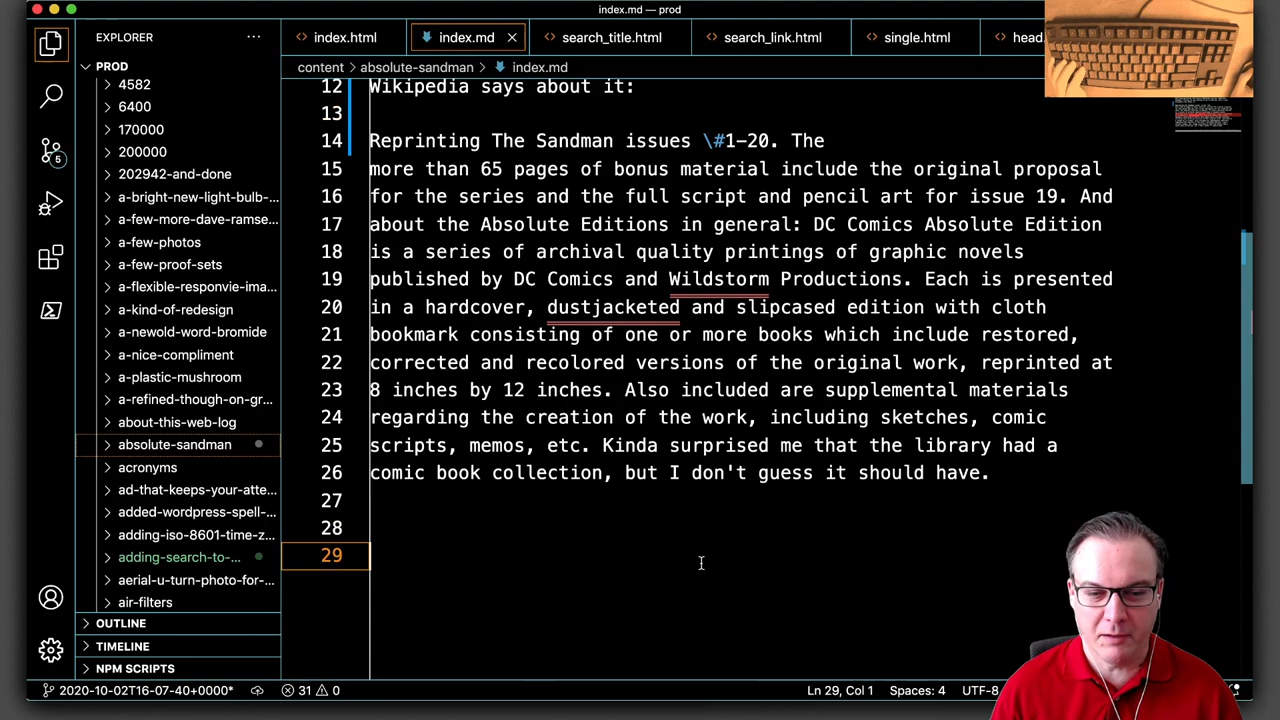 index.md — prod
EXPLORER
index.html
index.md
search_title.html
search_link.html
single.html
head.
PROD
content > absolute-sandman > index.md
4582
6400
170000
200000
202942-and-done
a-bright-new-light-bulb-...
a-few-more-dave-ramse...
a-few-photos
a-few-proof-sets
a-flexible-responvie-ima...
a-kind-of-redesign
a-newold-word-bromide
a-nice-compliment
a-plastic-mushroom
a-refined-though-on-gr...
about-this-web-log
absolute-sandman
acronyms
ad-that-keeps-your-atte...
added-wordpress-spell-...
adding-iso-8601-time-z...
adding-search-to-...
aerial-u-turn-photo-for-...
air-filters
OUTLINE
TIMELINE
NPM SCRIPTS
12 Wikipedia says about it:
13
14 Reprinting The Sandman issues \#1-20. The
15 more than 65 pages of bonus material include the original proposal
16 for the series and the full script and pencil art for issue 19. And
17 about the Absolute Editions in general: DC Comics Absolute Edition
18 is a series of archival quality printings of graphic novels
19 published by DC Comics and Wildstorm Productions. Each is presented
20 in a hardcover, dustjacketed and slipcased edition with cloth
21 bookmark consisting of one or more books which include restored,
22 corrected and recolored versions of the original work, reprinted at
23 8 inches by 12 inches. Also included are supplemental materials
24 regarding the creation of the work, including sketches, comic
25 scripts, memos, etc. Kinda surprised me that the library had a
26 comic book collection, but I don't guess it should have.
27
28
29
5
2020-10-02T16-07-40+0000*
31
0
Ln 29, Col 1
Spaces: 4
UTF-8